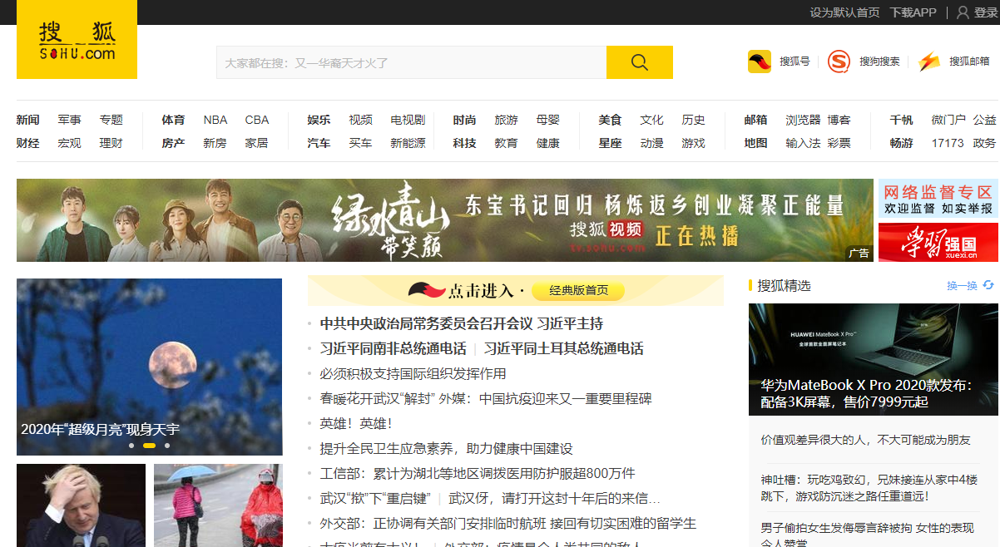 设为默认首页 下载APP 登录
搜 狐
SOHU.com
大家都在搜：又一华裔天才火了
搜狐号 搜狗搜索 搜狐邮箱
新闻 军事 专题 体育 NBA CBA 娱乐 视频 电视剧 时尚 旅游 母婴 美食 文化 历史 邮箱 浏览器 博客 千帆 微门户 公益
财经 宏观 理财 房产 新房 家居 汽车 买车 新能源 科技 教育 健康 星座 动漫 游戏 地图 输入法 彩票 畅游 17173 政务
绿水青山
带笑颜
东宝书记回归 杨烁返乡创业凝聚正能量
搜狐视频 正在热播
tv.sohu.com
广告
网络监督专区
欢迎监督 如实举报
学习强国
xuexi.cn
2020年“超级月亮”现身天宇
点击进入· 经典版首页
中共中央政治局常务委员会召开会议 习近平主持
习近平同南非总统通电话 | 习近平同土耳其总统通电话
必须积极支持国际组织发挥作用
春暖花开武汉“解封” 外媒：中国抗疫迎来又一重要里程碑
英雄！英雄！
提升全民卫生应急素养，助力健康中国建设
工信部：累计为湖北等地区调拨医用防护服超800万件
武汉“揿”下“重启键” | 武汉伢，请打开这封十年后的来信…
外交部：正协调有关部门安排临时航班 接回有切实困难的留学生
搜狐精选 换一换
HUAWEI MateBook X Pro
全球首款全面屏笔记本
华为MateBook X Pro 2020款发布：
配备3K屏幕，售价7999元起
价值观差异很大的人，不大可能成为朋友
神吐槽：玩吃鸡致幻，兄妹接连从家中4楼
跳下，游戏防沉迷之路任重道远！
男子偷拍女生发侮辱言辞被拘 女性的表现
令人赞赏